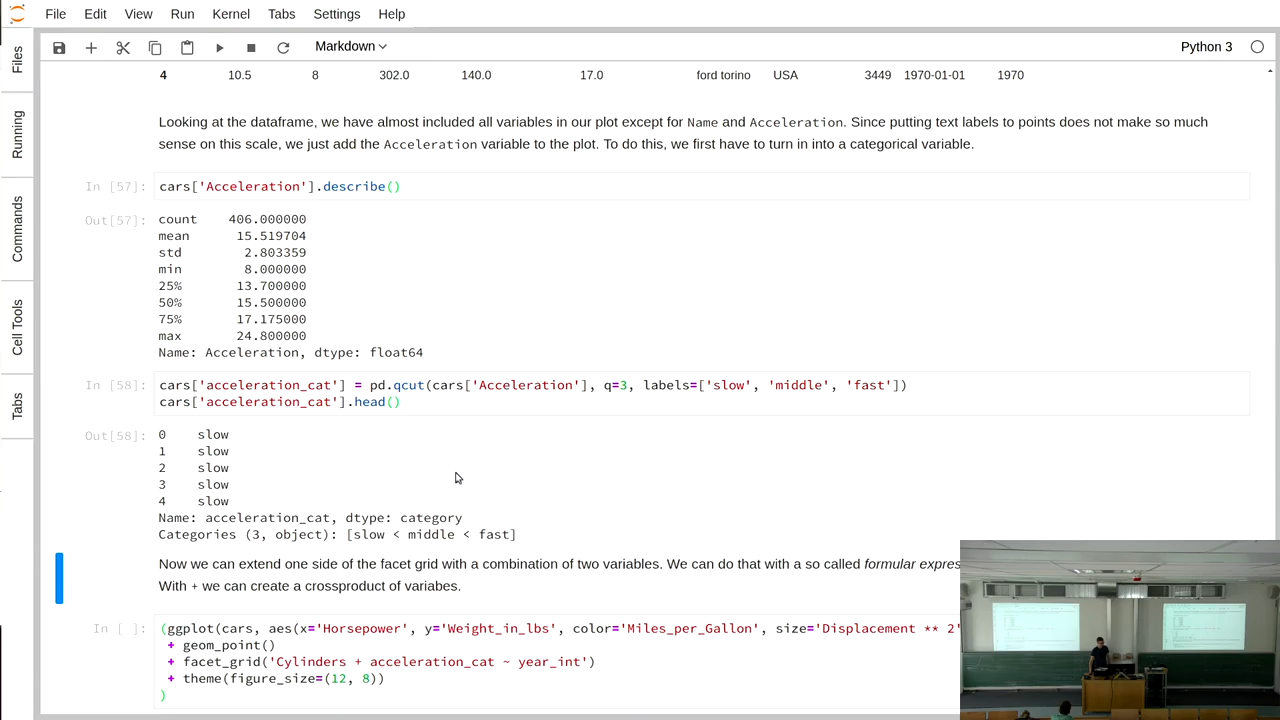 File Edit View Run Kernel Tabs Settings Help
Files
Running
Commands
Cell Tools
Tabs
Markdown
Python 3
4 10.5 8 302.0 140.0 17.0 ford torino USA 3449 1970-01-01 1970
Looking at the dataframe, we have almost included all variables in our plot except for Name and Acceleration. Since putting text labels to points does not make so much
sense on this scale, we just add the Acceleration variable to the plot. To do this, we first have to turn in into a categorical variable.
In [57]: cars['Acceleration'].describe()
Out[57]: count 406.000000
mean 15.519704
std 2.803359
min 8.000000
25% 13.700000
50% 15.500000
75% 17.175000
max 24.800000
Name: Acceleration, dtype: float64
In [58]: cars['acceleration_cat'] = pd.qcut(cars['Acceleration'], q=3, labels=['slow', 'middle', 'fast'])
cars['acceleration_cat'].head()
Out[58]: 0 slow
1 slow
2 slow
3 slow
4 slow
Name: acceleration_cat, dtype: category
Categories (3, object): [slow < middle < fast]
Now we can extend one side of the facet grid with a combination of two variables. We can do that with a so called formular expres
With + we can create a crossproduct of variabes.
In [ ]: (ggplot(cars, aes(x='Horsepower', y='Weight_in_lbs', color='Miles_per_Gallon', size='Displacement ** 2'
+ geom_point()
+ facet_grid('Cylinders + acceleration_cat ~ year_int')
+ theme(figure_size=(12, 8))
)